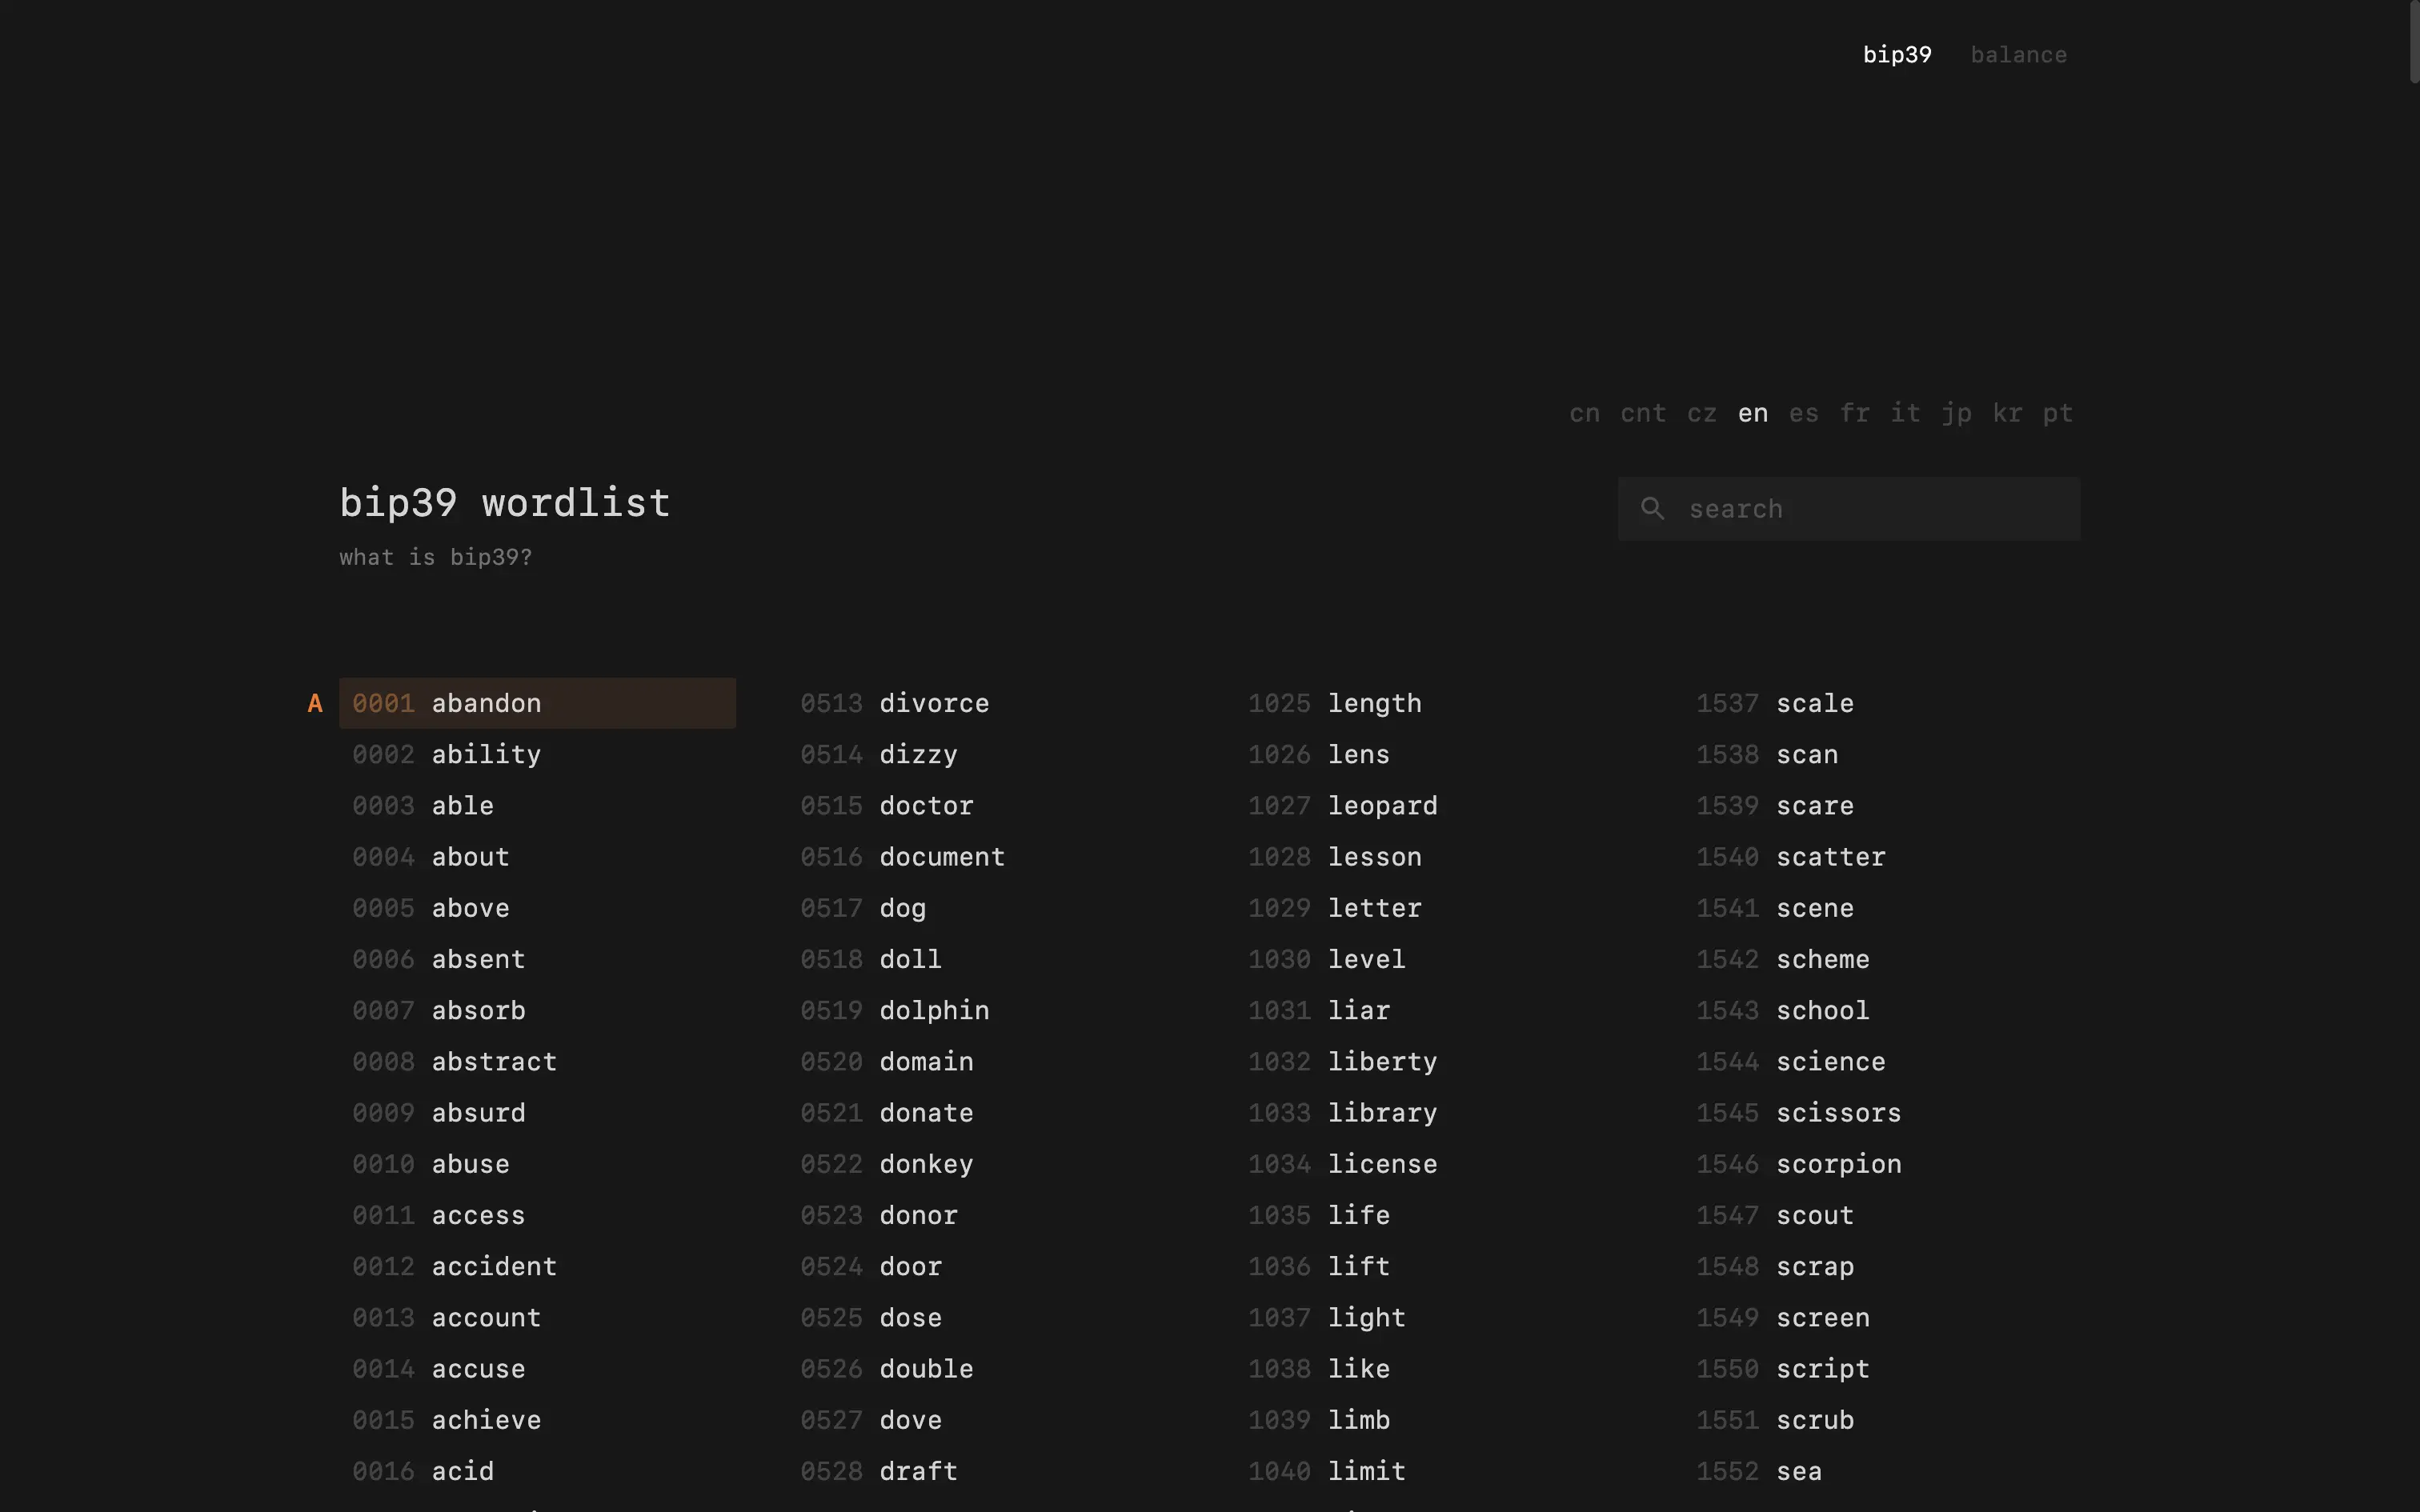 bip39 balance
cn cnt cz en es fr it jp kr pt
bip39 wordlist
search
what is bip39?
A 0001 abandon 0513 divorce 1025 length 1537 scale
0002 ability 0514 dizzy 1026 lens 1538 scan
0003 able 0515 doctor 1027 leopard 1539 scare
0004 about 0516 document 1028 lesson 1540 scatter
0005 above 0517 dog 1029 letter 1541 scene
0006 absent 0518 doll 1030 level 1542 scheme
0007 absorb 0519 dolphin 1031 liar 1543 school
0008 abstract 0520 domain 1032 liberty 1544 science
0009 absurd 0521 donate 1033 library 1545 scissors
0010 abuse 0522 donkey 1034 license 1546 scorpion
0011 access 0523 donor 1035 life 1547 scout
0012 accident 0524 door 1036 lift 1548 scrap
0013 account 0525 dose 1037 light 1549 screen
0014 accuse 0526 double 1038 like 1550 script
0015 achieve 0527 dove 1039 limb 1551 scrub
0016 acid 0528 draft 1040 limit 1552 sea